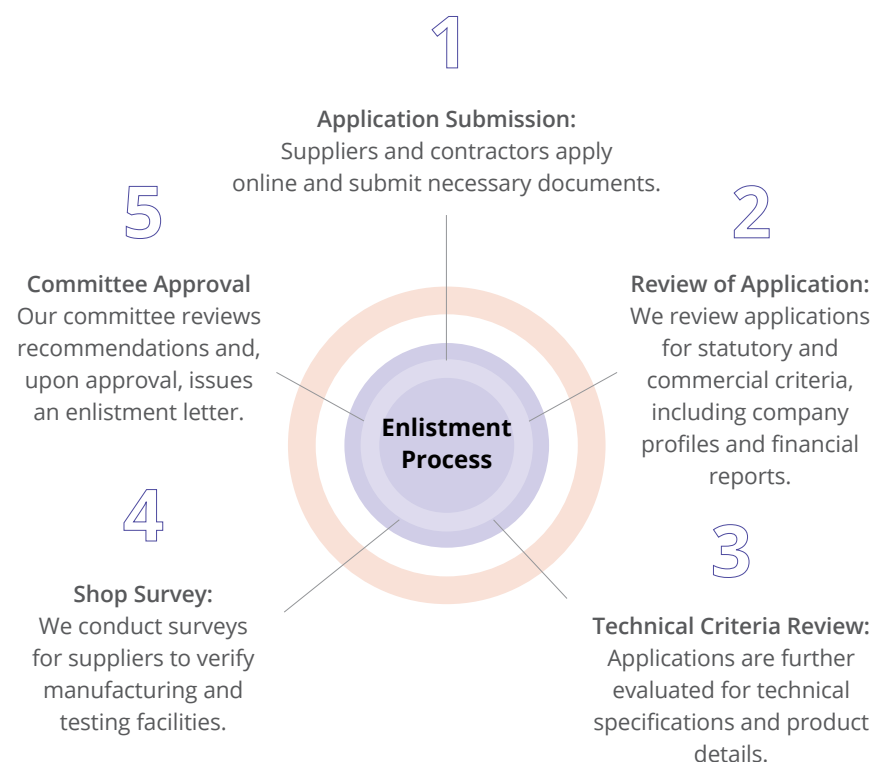 1
Application Submission:
Suppliers and contractors apply
online and submit necessary documents.
2
Review of Application:
We review applications
for statutory and
commercial criteria,
including company
profiles and financial
reports.
3
Technical Criteria Review:
Applications are further
evaluated for technical
specifications and product
details.
4
Shop Survey:
We conduct surveys
for suppliers to verify
manufacturing and
testing facilities.
5
Committee Approval
Our committee reviews
recommendations and,
upon approval, issues
an enlistment letter.
Enlistment
Process